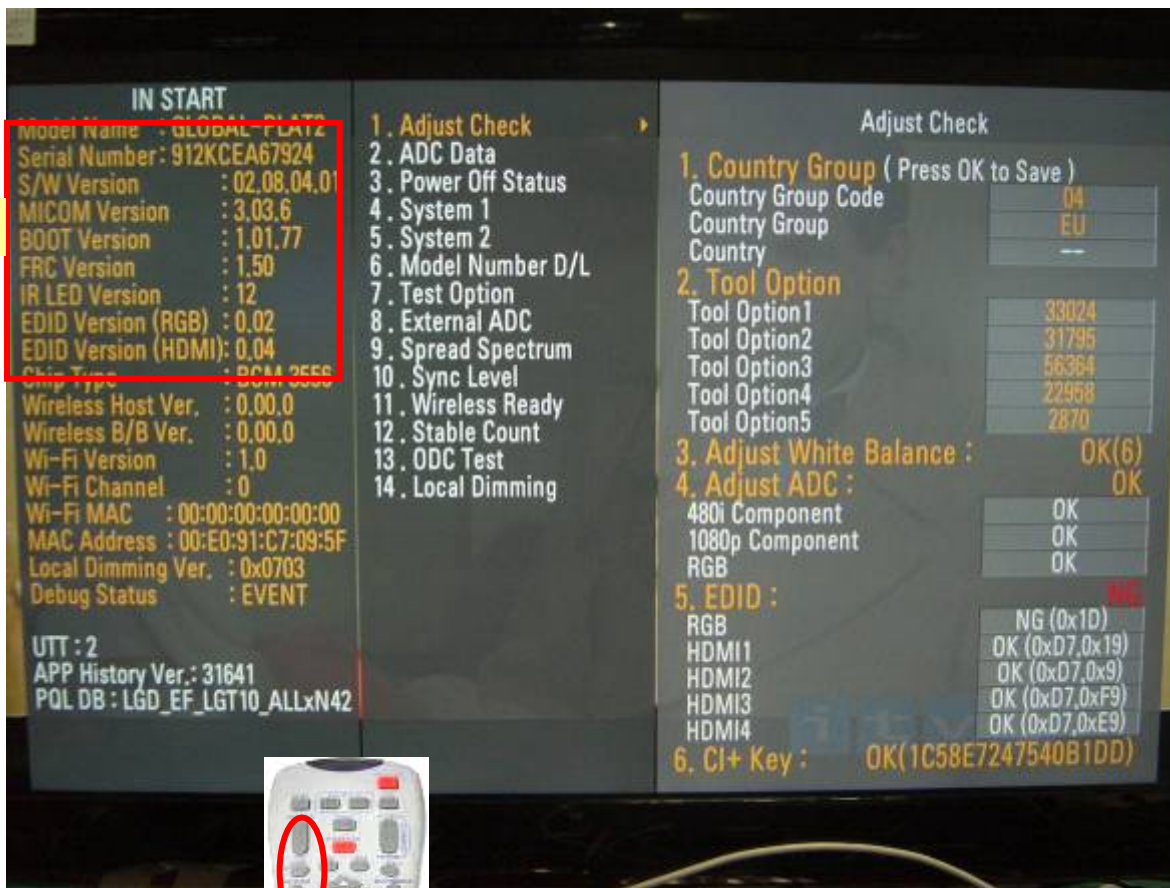 IN START
Model Name : GLOBAL-PLAT2
Serial Number : 912KCEA67924
S/W Version : 02.08.04.01
MICOM Version : 3.03.6
BOOT Version : 1.01.77
FRC Version : 1.50
IR LED Version : 12
EDID Version (RGB) : 0.02
EDID Version (HDMI): 0.04
Chip Type : BCM 3556
Wireless Host Ver. : 0.00.0
Wireless B/B Ver. : 0.00.0
Wi-Fi Version : 1.0
Wi-Fi Channel : 0
Wi-Fi MAC : 00:00:00:00:00:00
MAC Address : 00:E0:91:C7:09:5F
Local Dimming Ver. : 0x0703
Debug Status : EVENT
UTT : 2
APP History Ver.: 31641
PQL DB : LGD_EF_LGT10_ALLxN42
1. Adjust Check
2. ADC Data
3. Power Off Status
4. System 1
5. System 2
6. Model Number D/L
7. Test Option
8. External ADC
9. Spread Spectrum
10. Sync Level
11. Wireless Ready
12. Stable Count
13. ODC Test
14. Local Dimming
Adjust Check
1. Country Group ( Press OK to Save )
Country Group Code 04
Country Group EU
Country --
2. Tool Option
Tool Option1 33024
Tool Option2 31795
Tool Option3 56364
Tool Option4 22958
Tool Option5 2870
3. Adjust White Balance : OK(6)
4. Adjust ADC : OK
480i Component OK
1080p Component OK
RGB OK
5. EDID : NG
RGB NG (0x1D)
HDMI1 OK (0xD7,0x19)
HDMI2 OK (0xD7,0x9)
HDMI3 OK (0xD7,0xF9)
HDMI4 OK (0xD7,0xE9)
6. CI+ Key : OK(1C58E7247540B1DD)